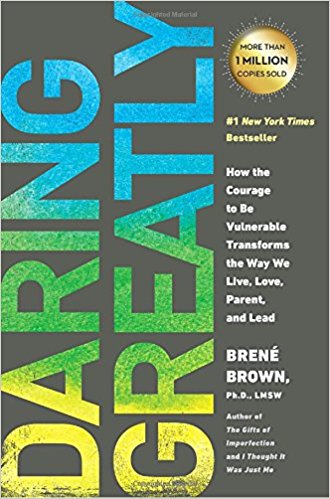 DARING
GREATLY
MORE THAN
1 MILLION
COPIES SOLD
#1 New York Times
Bestseller
How the
Courage
to Be
Vulnerable
Transforms
the Way We
Live, Love,
Parent,
and Lead
BRENÉ
BROWN,
Ph.D., LMSW
Author of
The Gifts of
Imperfection
and I Thought It
Was Just Me